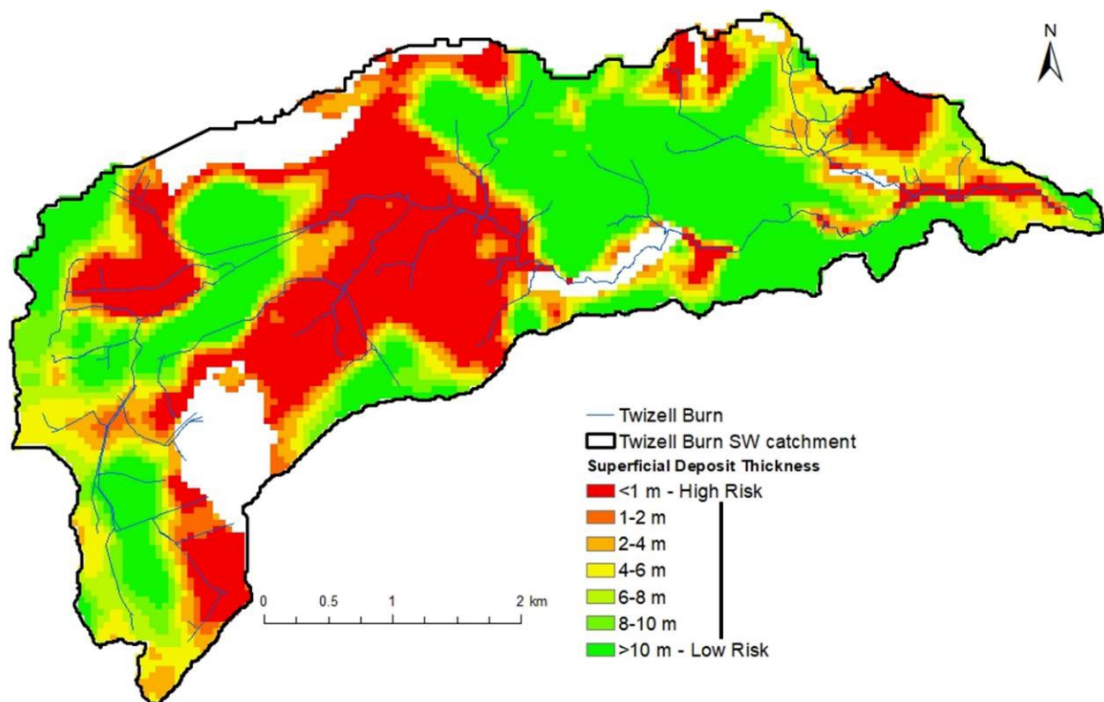 N
Twizell Burn
Twizell Burn SW catchment
Superficial Deposit Thickness
<1 m - High Risk
1-2 m
2-4 m
4-6 m
6-8 m
8-10 m
>10 m - Low Risk
0 0.5 1 2 km